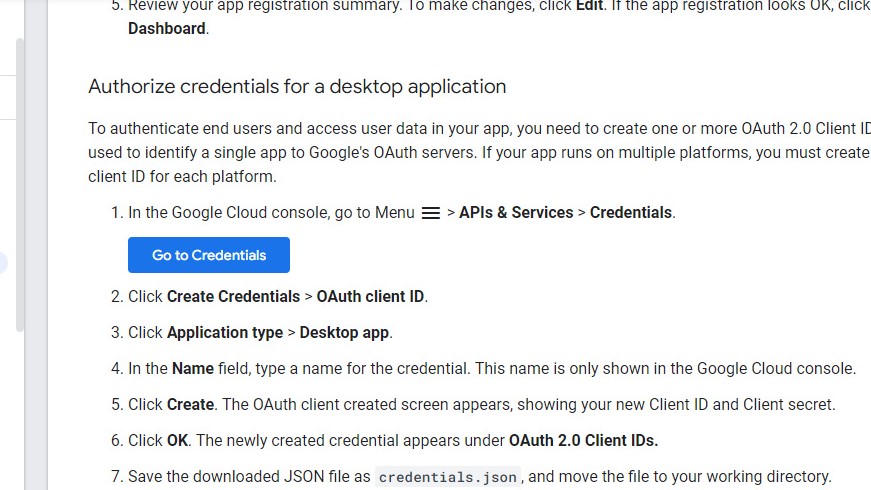 5. Review your app registration summary. To make changes, click Edit. If the app registration looks OK, click
Dashboard.
Authorize credentials for a desktop application
To authenticate end users and access user data in your app, you need to create one or more OAuth 2.0 Client ID
used to identify a single app to Google's OAuth servers. If your app runs on multiple platforms, you must create
client ID for each platform.
1. In the Google Cloud console, go to Menu > APIs & Services > Credentials.
Go to Credentials
2. Click Create Credentials > OAuth client ID.
3. Click Application type > Desktop app.
4. In the Name field, type a name for the credential. This name is only shown in the Google Cloud console.
5. Click Create. The OAuth client created screen appears, showing your new Client ID and Client secret.
6. Click OK. The newly created credential appears under OAuth 2.0 Client IDs.
7. Save the downloaded JSON file as credentials.json, and move the file to your working directory.